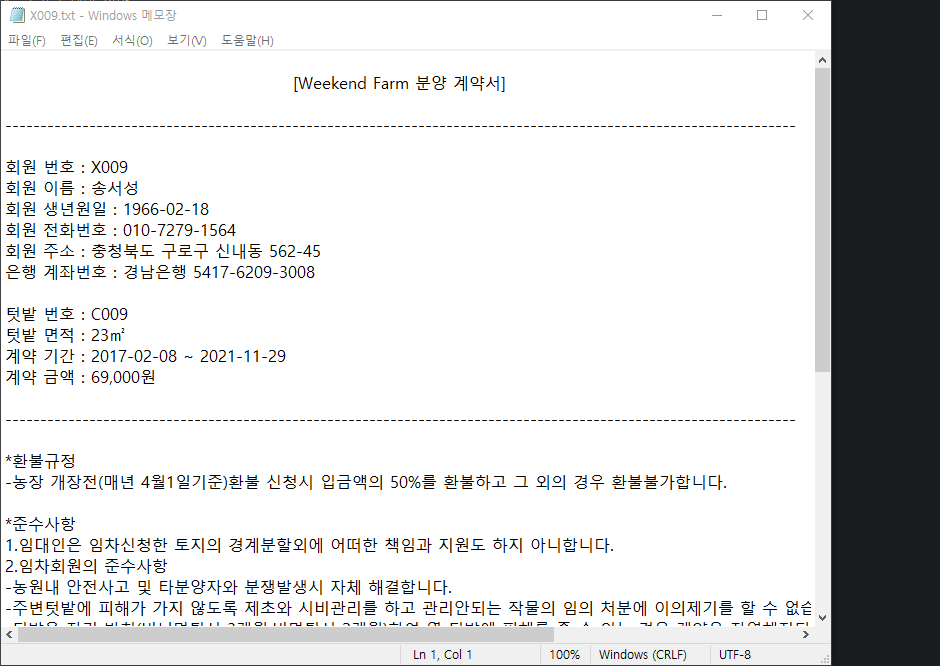 X009.txt - Windows 메모장
파일(F) 편집(E) 서식(O) 보기(V) 도움말(H)
[Weekend Farm 분양 계약서]
-----------------------------------------------------------------------------------------------------------------
회원 번호 : X009
회원 이름 : 송서성
회원 생년원일 : 1966-02-18
회원 전화번호 : 010-7279-1564
회원 주소 : 충청북도 구로구 신내동 562-45
은행 계좌번호 : 경남은행 5417-6209-3008
텃밭 번호 : C009
텃밭 면적 : 23㎡
계약 기간 : 2017-02-08 ~ 2021-11-29
계약 금액 : 69,000원
-----------------------------------------------------------------------------------------------------------------
*환불규정
-농장 개장전(매년 4월1일기준)환불 신청시 입금액의 50%를 환불하고 그 외의 경우 환불불가합니다.
*준수사항
1.임대인은 임차신청한 토지의 경계분할외에 어떠한 책임과 지원도 하지 아니합니다.
2.임차회원의 준수사항
-농원내 안전사고 및 타분양자와 분쟁발생시 자체 해결합니다.
-주변텃밭에 피해가 가지 않도록 제초와 시비관리를 하고 관리안되는 작물의 임의 처분에 이의제기를 할 수 없습
Ln 1, Col 1 100% Windows (CRLF) UTF-8